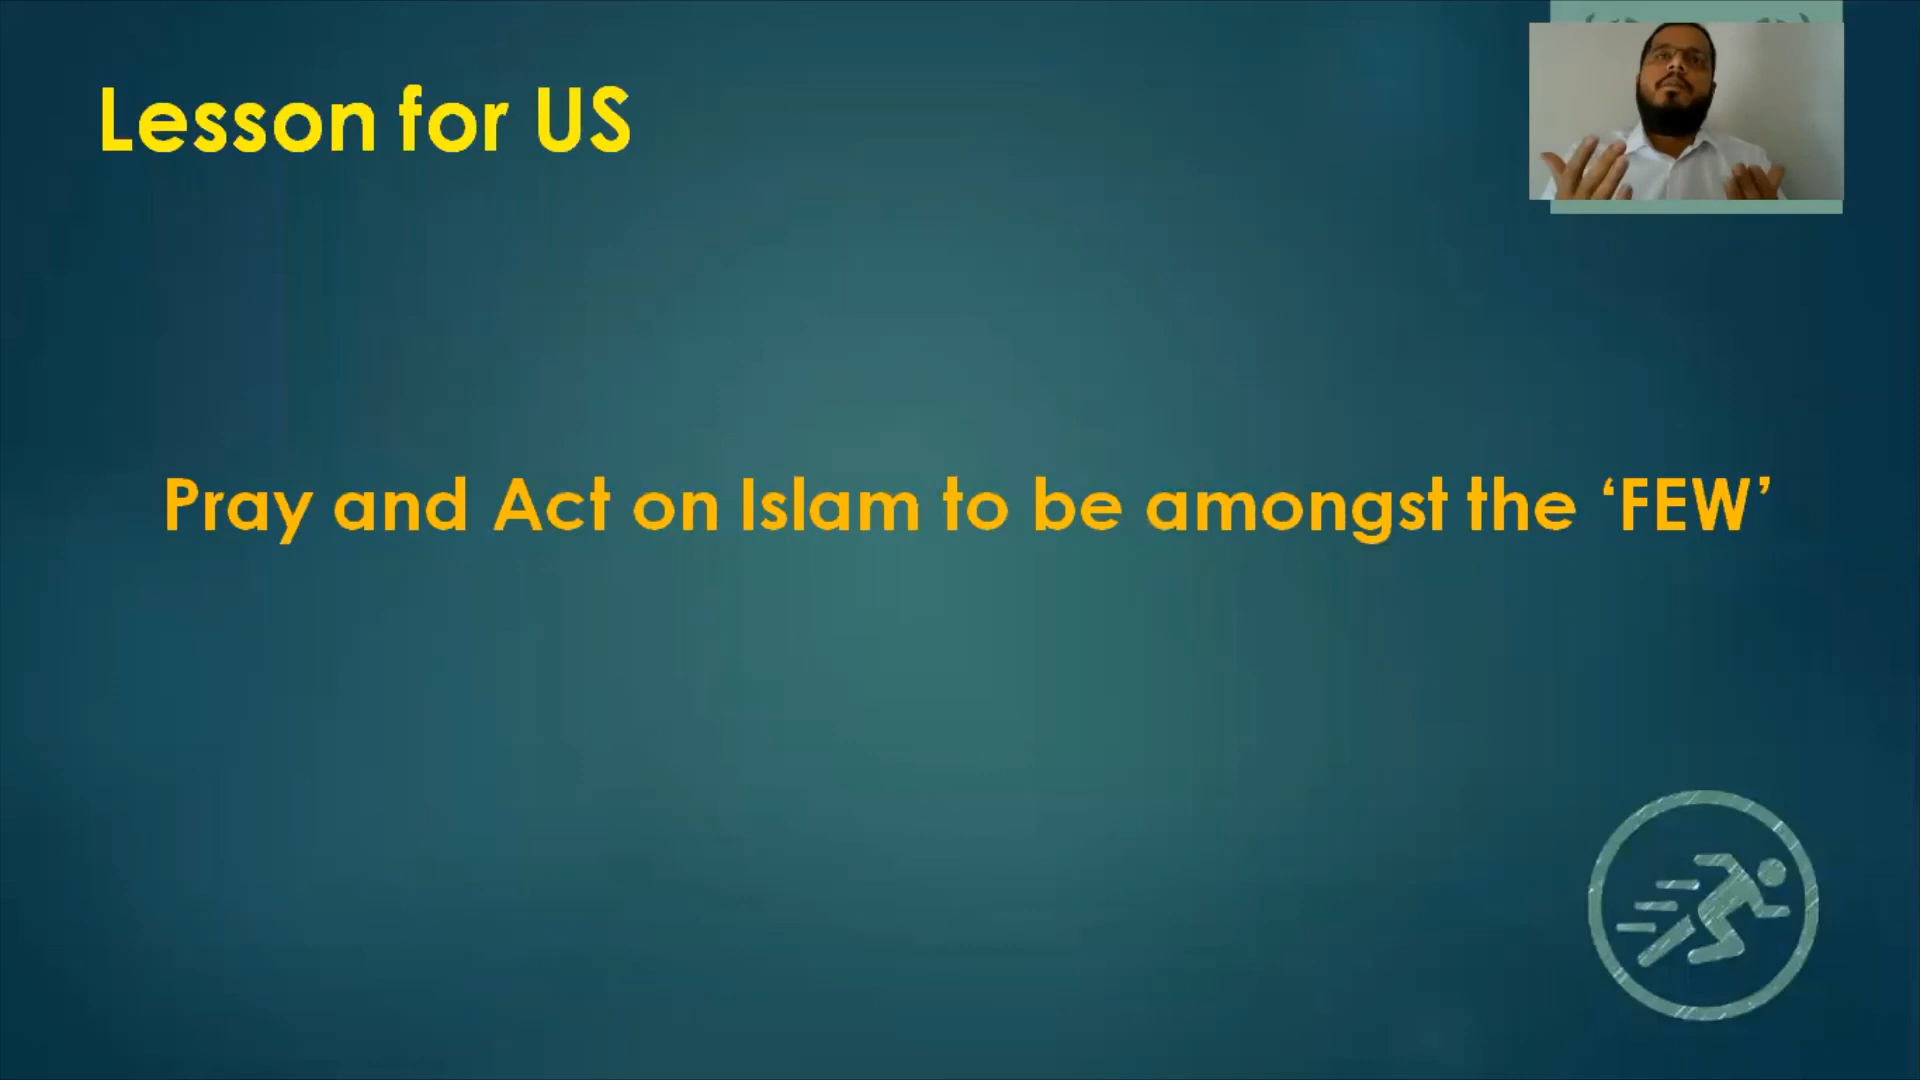 Lesson for US
Pray and Act on Islam to be amongst the ‘FEW’